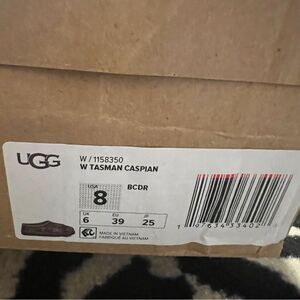 UGG
W / 1158350
W TASMAN CASPIAN
USA
8
BCDR
UK EU JP
6 39 25
MADE IN VIETNAM
FABRIQUÉ AU VIETNAM